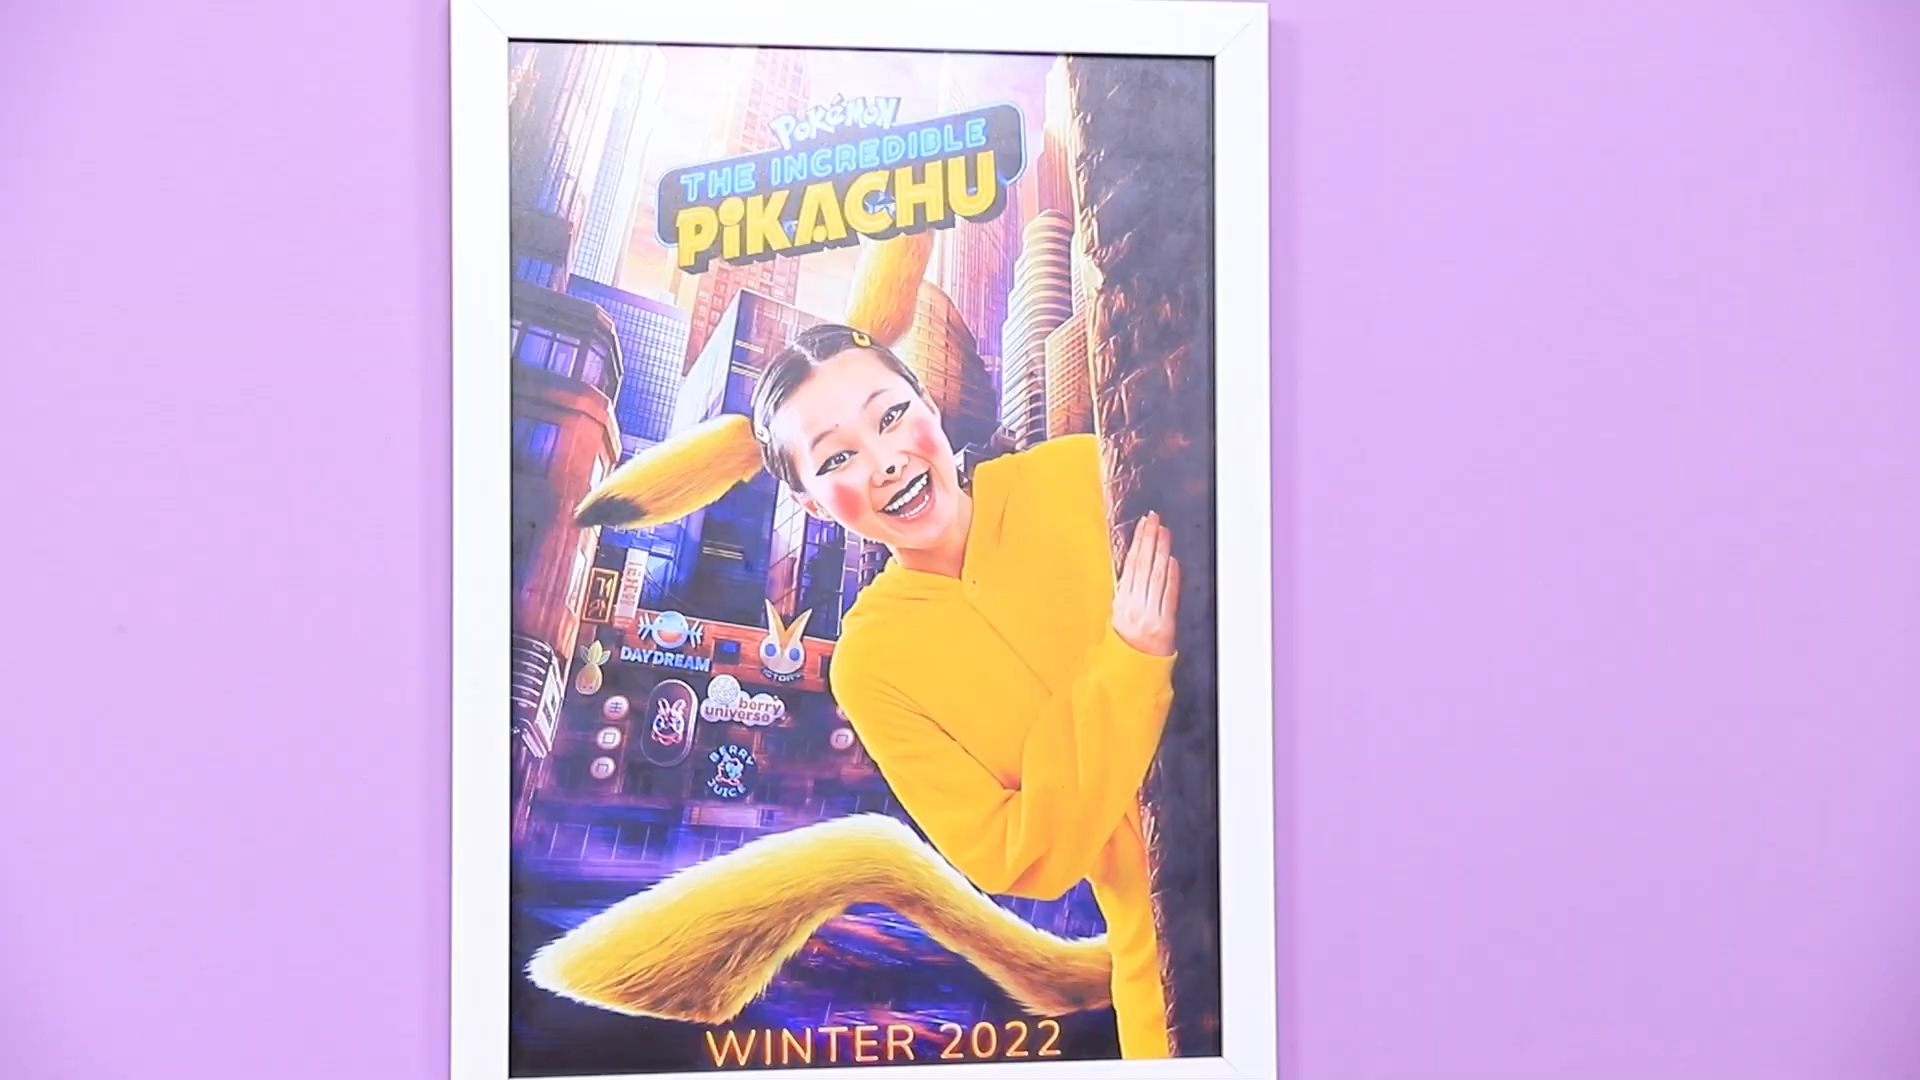 POKÉMON
THE INCREDIBLE
PiKACHU
DAYDREAM
berry
universe
BERRY
JUICE
WINTER 2022